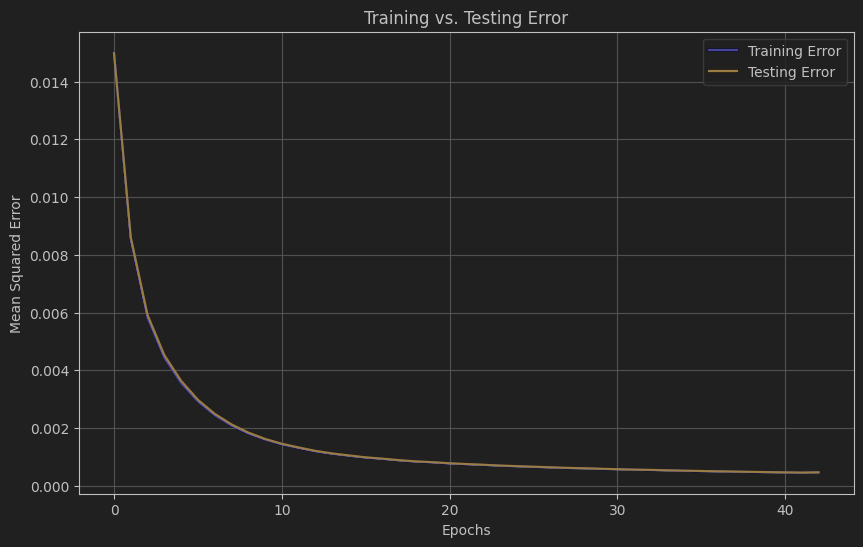 Training vs. Testing Error
Training Error
Testing Error
Mean Squared Error
0.014
0.012
0.010
0.008
0.006
0.004
0.002
0.000
0
10
20
30
40
Epochs